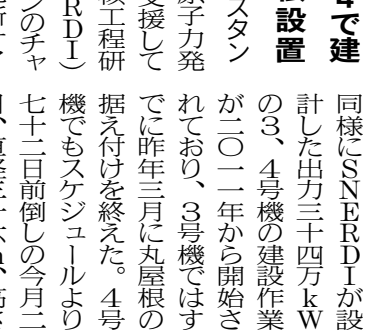 4で建
設置
スタン
原子力発
支援して
核工程研
RDI)
ンのチャ
同様にSNERDIが設
計した出力三十四万kW
の3、4号機の建設作業
が二〇一一年から開始さ
れており、3号機ではす
でに昨年三月に丸屋根の
据え付けを終えた。4号
機でもスケジュールより
七十二日前倒しの今月二